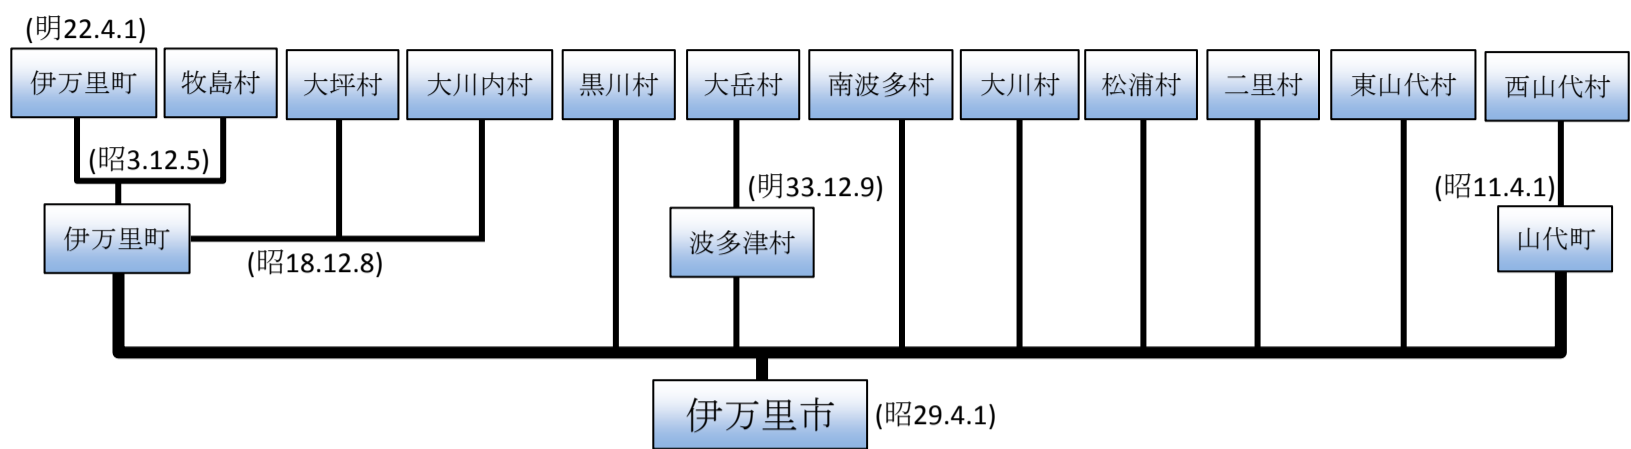 (明22.4.1)
伊万里町
牧島村
大坪村
大川内村
黒川村
大岳村
南波多村
大川村
松浦村
二里村
東山代村
西山代村
(昭3.12.5)
(明33.12.9)
(昭11.4.1)
伊万里町
(昭18.12.8)
波多津村
山代町
伊万里市
(昭29.4.1)